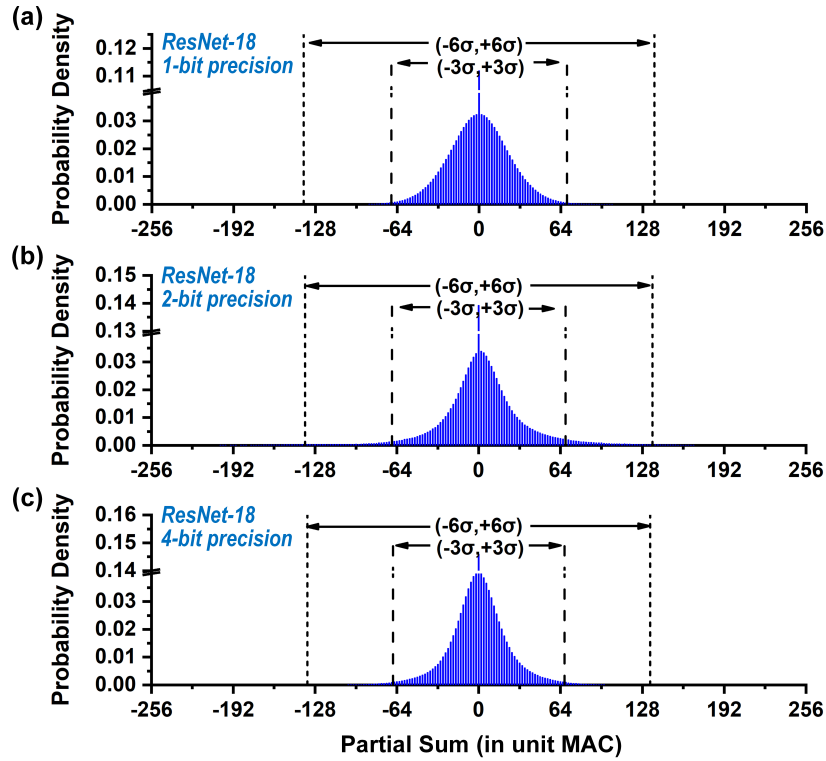 (a)
ResNet-18
1-bit precision
(-6σ,+6σ)
(-3σ,+3σ)
Probability Density
0.12
0.11
0.03
0.02
0.01
0.00
-256 -192 -128 -64 0 64 128 192 256
(b)
ResNet-18
2-bit precision
(-6σ,+6σ)
(-3σ,+3σ)
Probability Density
0.15
0.14
0.13
0.03
0.02
0.01
0.00
-256 -192 -128 -64 0 64 128 192 256
(c)
ResNet-18
4-bit precision
(-6σ,+6σ)
(-3σ,+3σ)
Probability Density
0.16
0.15
0.14
0.03
0.02
0.01
0.00
-256 -192 -128 -64 0 64 128 192 256
Partial Sum (in unit MAC)